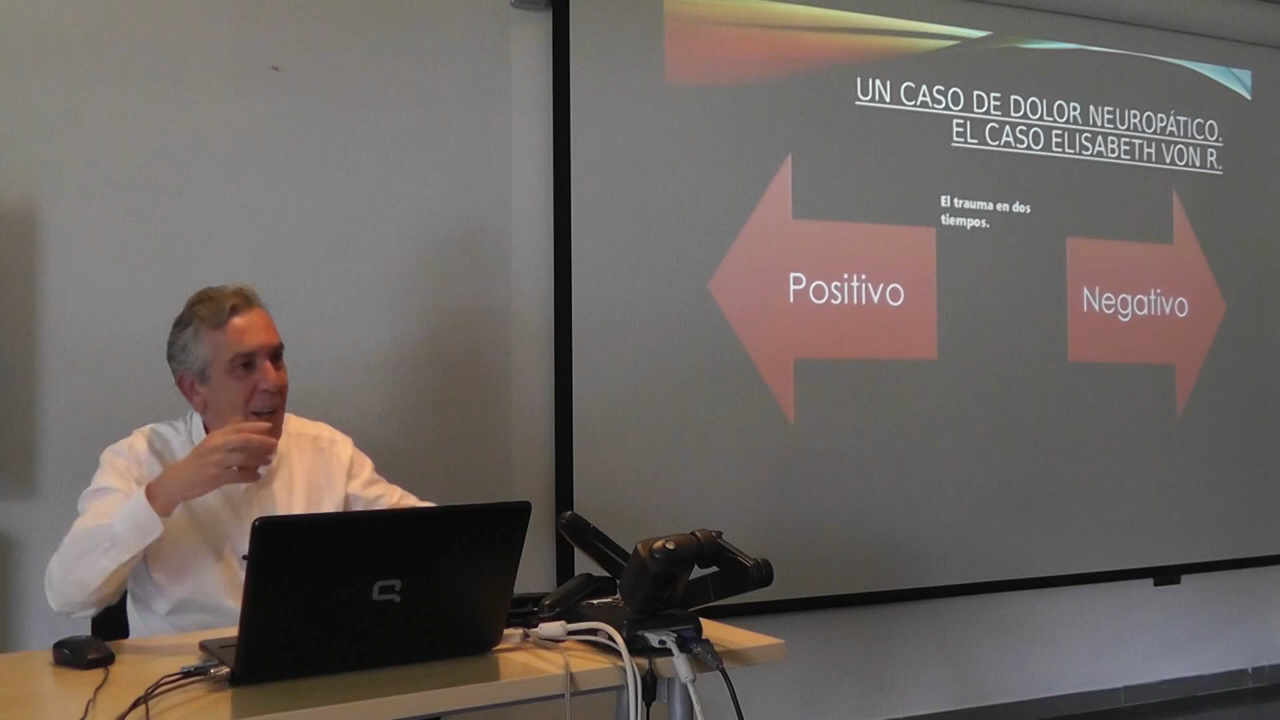 UN CASO DE DOLOR NEUROPÁTICO.
EL CASO ELISABETH VON R.
El trauma en dos
tiempos.
Positivo
Negativo